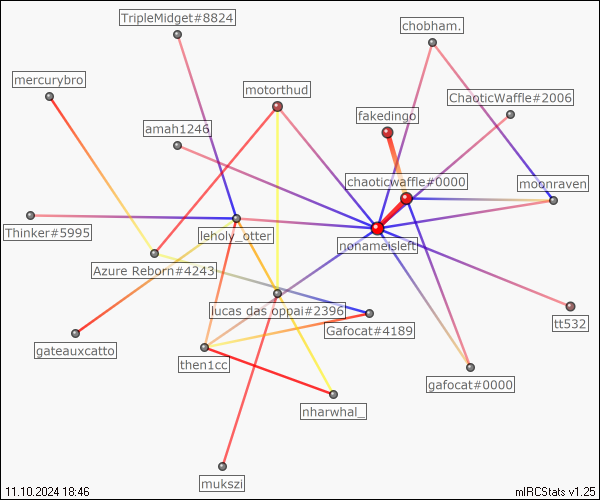 TripleMidget#8824
chobham.
mercurybro
motorthud
ChaoticWaffle#2006
fakedingo
amah1246
chaoticwaffle#0000
moonraven
Thinker#5995
leholy_otter
nonameisleft
Azure Reborn#4243
lucas das oppai#2396
Gafocat#4189
tt532
gateauxcatto
then1cc
gafocat#0000
nharwhal_
mukszi
11.10.2024 18:46
mIRCStats v1.25